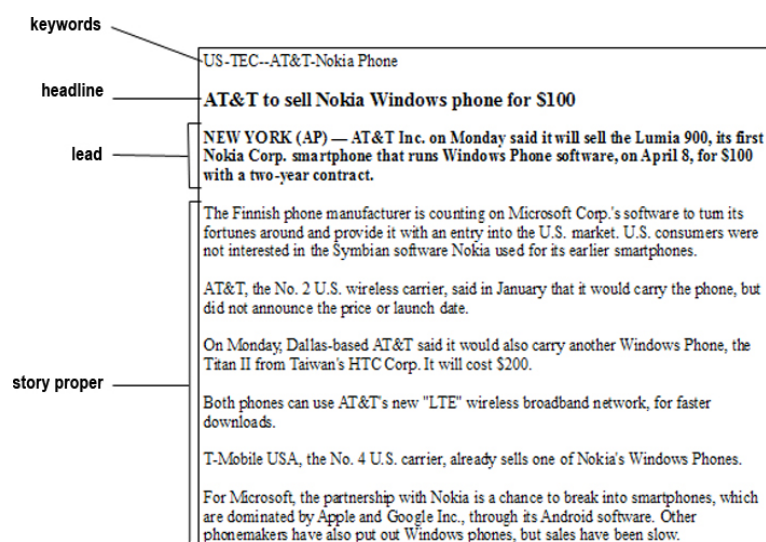 keywords
US-TEC--AT&T-Nokia Phone
headline
AT&T to sell Nokia Windows phone for $100
lead
NEW YORK (AP) — AT&T Inc. on Monday said it will sell the Lumia 900, its first
Nokia Corp. smartphone that runs Windows Phone software, on April 8, for $100
with a two-year contract.
story proper
The Finnish phone manufacturer is counting on Microsoft Corp.'s software to turn its
fortunes around and provide it with an entry into the U.S. market. U.S. consumers were
not interested in the Symbian software Nokia used for its earlier smartphones.
AT&T, the No. 2 U.S. wireless carrier, said in January that it would carry the phone, but
did not announce the price or launch date.
On Monday, Dallas-based AT&T said it would also carry another Windows Phone, the
Titan II from Taiwan's HTC Corp. It will cost $200.
Both phones can use AT&T's new "LTE" wireless broadband network, for faster
downloads.
T-Mobile USA, the No. 4 U.S. carrier, already sells one of Nokia's Windows Phones.
For Microsoft, the partnership with Nokia is a chance to break into smartphones, which
are dominated by Apple and Google Inc., through its Android software. Other
phonemakers have also put out Windows phones, but sales have been slow.